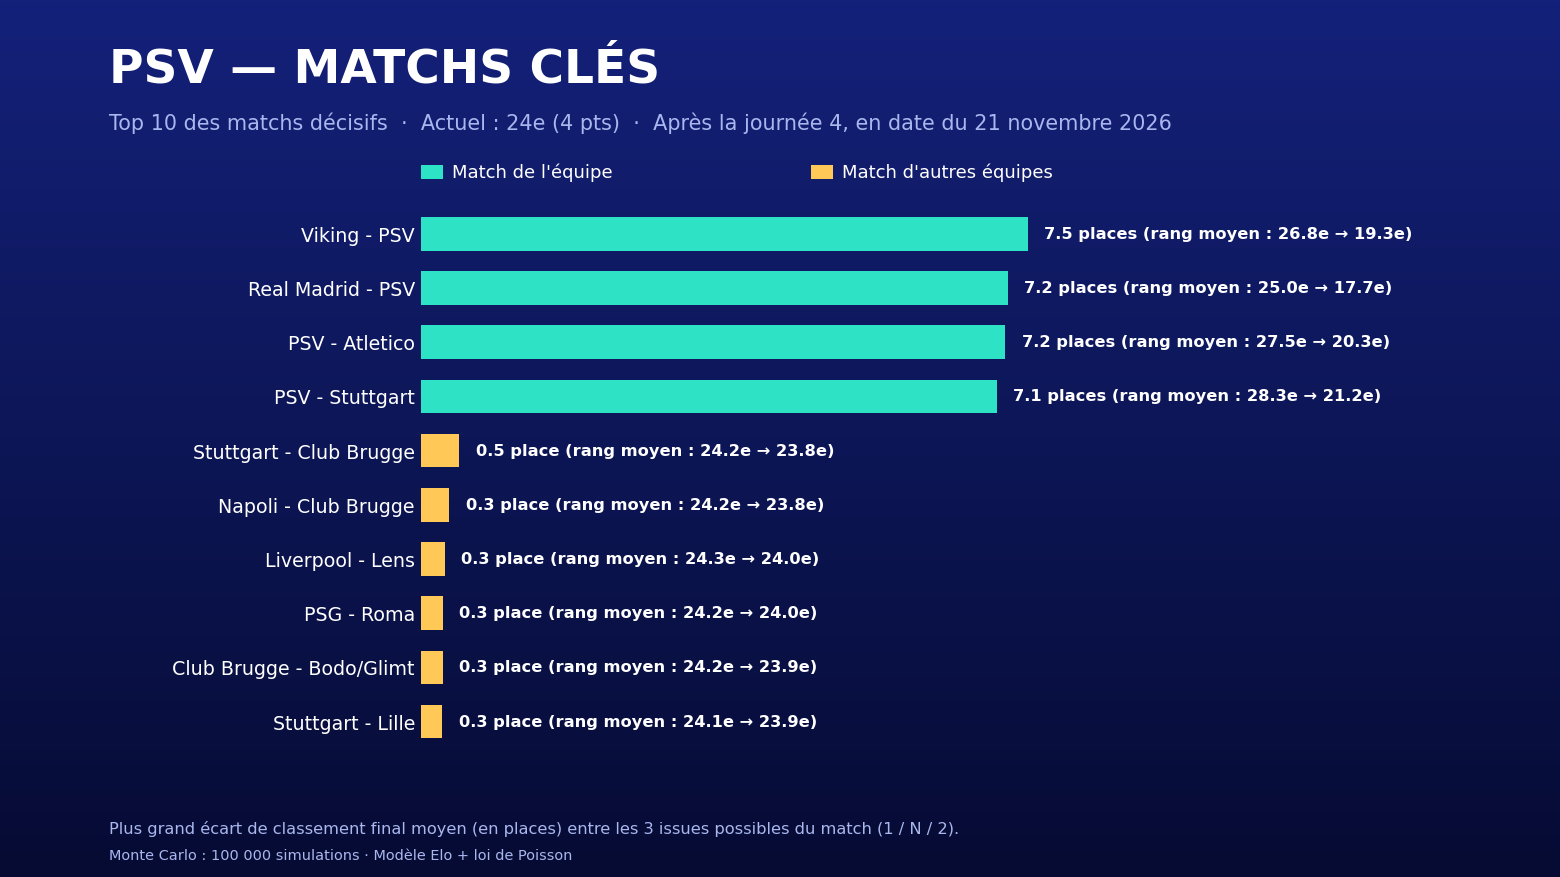 PSV — MATCHS CLÉS
Top 10 des matchs décisifs · Actuel : 24e (4 pts) · Après la journée 4, en date du 21 novembre 2026
Match de l'équipe Match d'autres équipes
Viking - PSV 7.5 places (rang moyen : 26.8e → 19.3e)
Real Madrid - PSV 7.2 places (rang moyen : 25.0e → 17.7e)
PSV - Atletico 7.2 places (rang moyen : 27.5e → 20.3e)
PSV - Stuttgart 7.1 places (rang moyen : 28.3e → 21.2e)
Stuttgart - Club Brugge 0.5 place (rang moyen : 24.2e → 23.8e)
Napoli - Club Brugge 0.3 place (rang moyen : 24.2e → 23.8e)
Liverpool - Lens 0.3 place (rang moyen : 24.3e → 24.0e)
PSG - Roma 0.3 place (rang moyen : 24.2e → 24.0e)
Club Brugge - Bodo/Glimt 0.3 place (rang moyen : 24.2e → 23.9e)
Stuttgart - Lille 0.3 place (rang moyen : 24.1e → 23.9e)
Plus grand écart de classement final moyen (en places) entre les 3 issues possibles du match (1 / N / 2).
Monte Carlo : 100 000 simulations · Modèle Elo + loi de Poisson